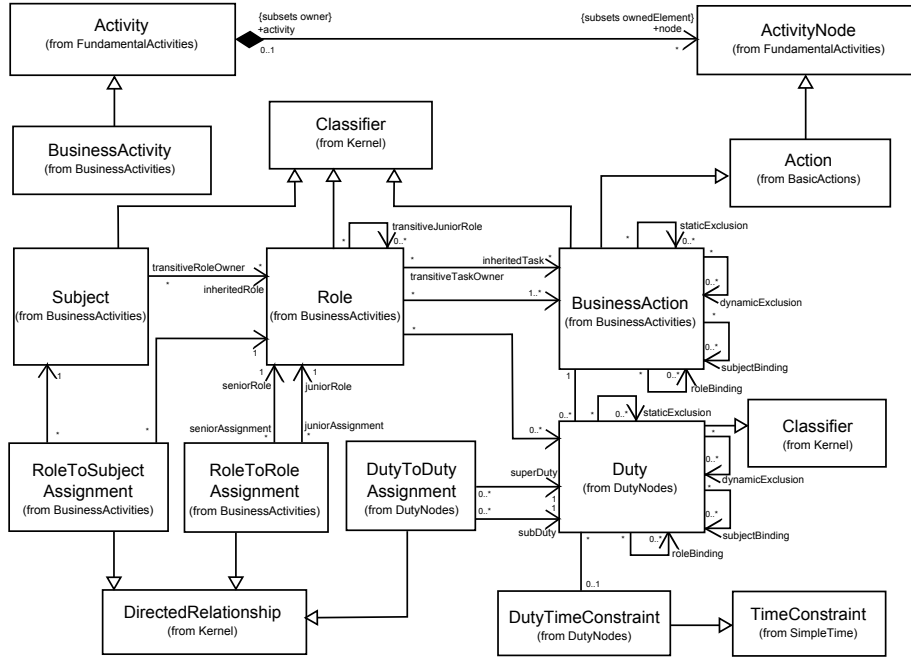 {subsets owner}
{subsets ownedElement}
Activity
(from FundamentalActivities)
+activity
0..1
+node
*
ActivityNode
(from FundamentalActivities)
Classifier
(from Kernel)
BusinessActivity
(from BusinessActivities)
Action
(from BasicActions)
transitiveJuniorRole
*
0..*
staticExclusion
*
0..*
Subject
(from BusinessActivities)
transitiveRoleOwner
*
*
inheritedRole
Role
(from BusinessActivities)
*
inheritedTask
*
transitiveTaskOwner
*
1..*
BusinessAction
(from BusinessActivities)
*
0..*
dynamicExclusion
*
0..*
subjectBinding
*
0..*
roleBinding
*
1
1
1
seniorRole
1
juniorRole
1
0..*
*
0..*
staticExclusion
seniorAssignment
*
juniorAssignment
*
*
*
0..*
RoleToSubject
Assignment
(from BusinessActivities)
RoleToRole
Assignment
(from BusinessActivities)
DutyToDuty
Assignment
(from DutyNodes)
superDuty
0..*
1
1
0..*
subDuty
Duty
(from DutyNodes)
Classifier
(from Kernel)
*
0..*
dynamicExclusion
*
0..*
subjectBinding
*
0..*
roleBinding
*
0..1
DirectedRelationship
(from Kernel)
DutyTimeConstraint
(from DutyNodes)
TimeConstraint
(from SimpleTime)